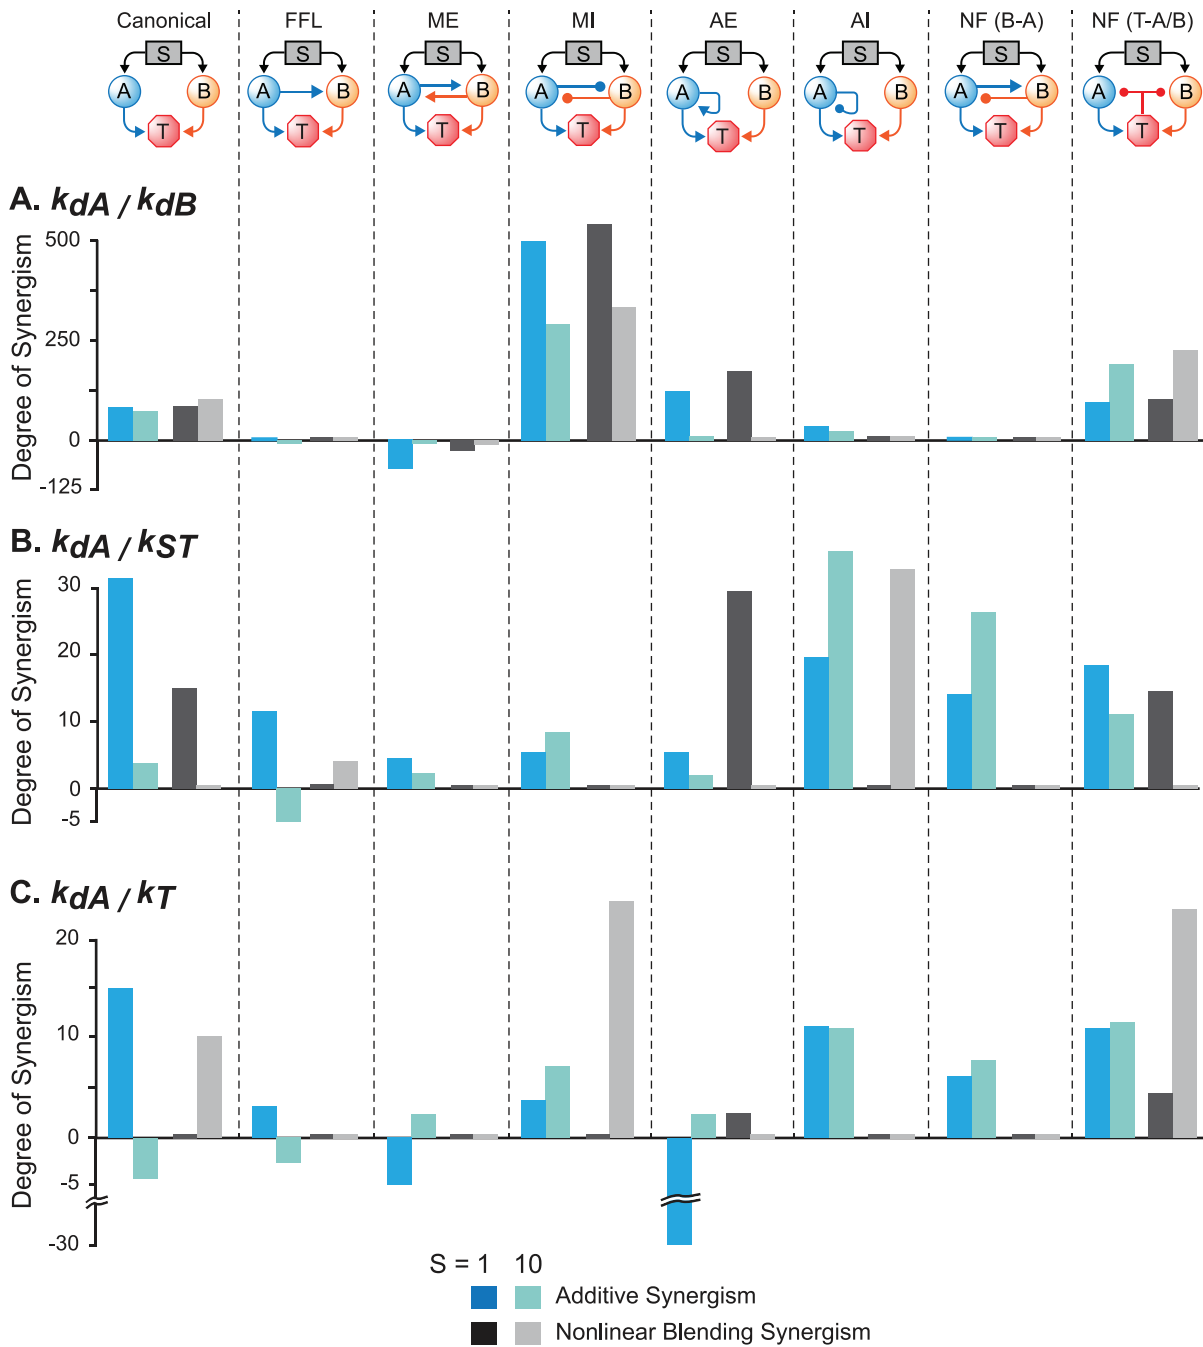 Canonical FFL ME MI AE AI NF (B-A) NF (T-A/B)
S S S S S S S S
A B A B A B A B A B A B A B A B
T T T T T T T T
A. kdA / kdB
Degree of Synergism
500
250
0
-125
B. kdA / kST
Degree of Synergism
30
20
10
0
-5
C. kdA / kT
Degree of Synergism
20
10
0
-5
-30
S = 1 10
Additive Synergism
Nonlinear Blending Synergism